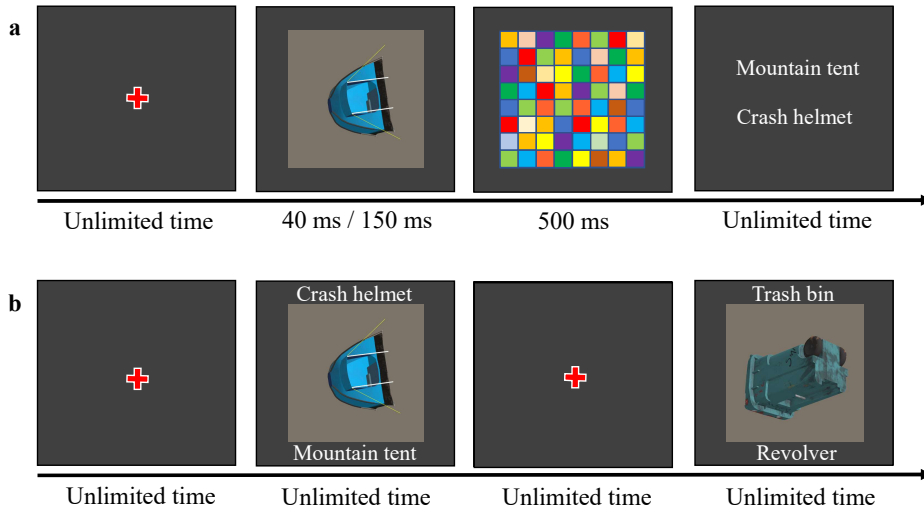 a
Mountain tent
Crash helmet
Unlimited time
40 ms / 150 ms
500 ms
Unlimited time
b
Crash helmet
Mountain tent
Trash bin
Revolver
Unlimited time
Unlimited time
Unlimited time
Unlimited time